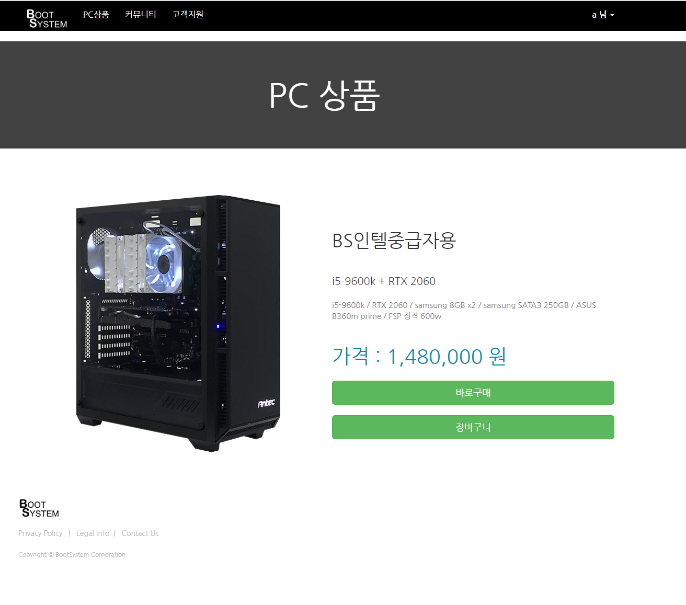 BOOT
SYSTEM
PC상품 커뮤니티 고객지원 a 님
PC 상품
BS인텔중급자용
i5-9600k + RTX 2060
i5-9600k / RTX 2060 / samsung 8GB x2 / samsung SATA3 250GB / ASUS
B360m prime / FSP 정격 600w
가격 : 1,480,000 원
바로구매
장바구니
Antec
BOOT
SYSTEM
Privacy Policy | Legal Info | Contact Us
Copyright © BootSystem Corporation